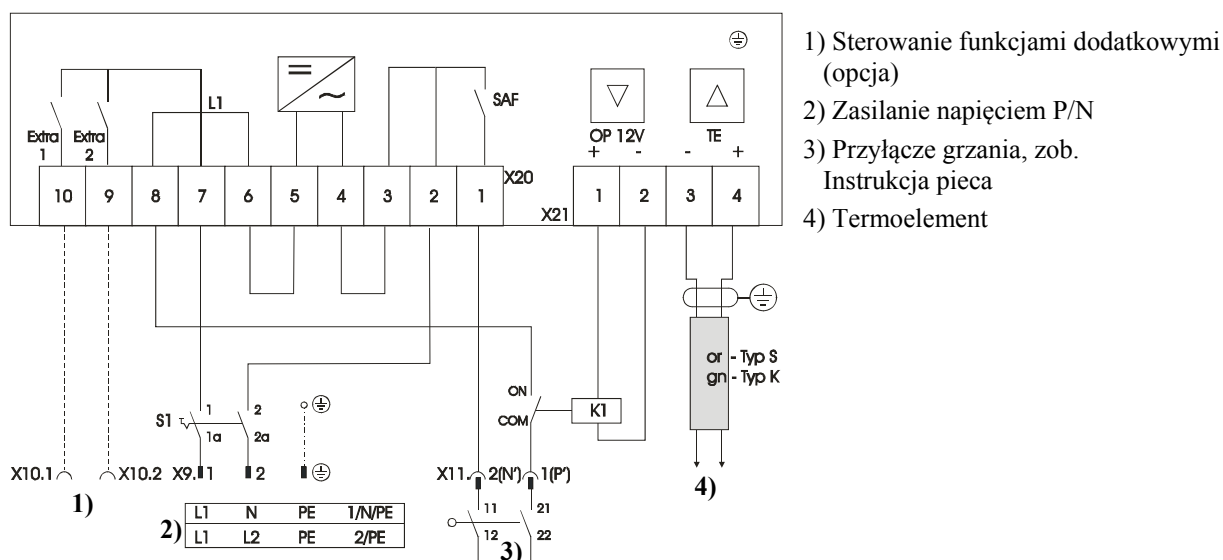 L1
SAF
OP 12V
TE
+ - - +
Extra 1
Extra 2
X20
10 9 8 7 6 5 4 3 2 1
X21
1 2 3 4
or - Typ S
gn - Typ K
ON
COM
K1
S1
1 2
1a 2a
X10.1
X10.2
X9. 1 2
X11. 2(N') 1(P')
1)
4)
11 21
12 22
3)
2)
L1 N PE 1/N/PE
L1 L2 PE 2/PE
1) Sterowanie funkcjami dodatkowymi
(opcja)
2) Zasilanie napięciem P/N
3) Przyłącze grzania, zob.
Instrukcja pieca
4) Termoelement